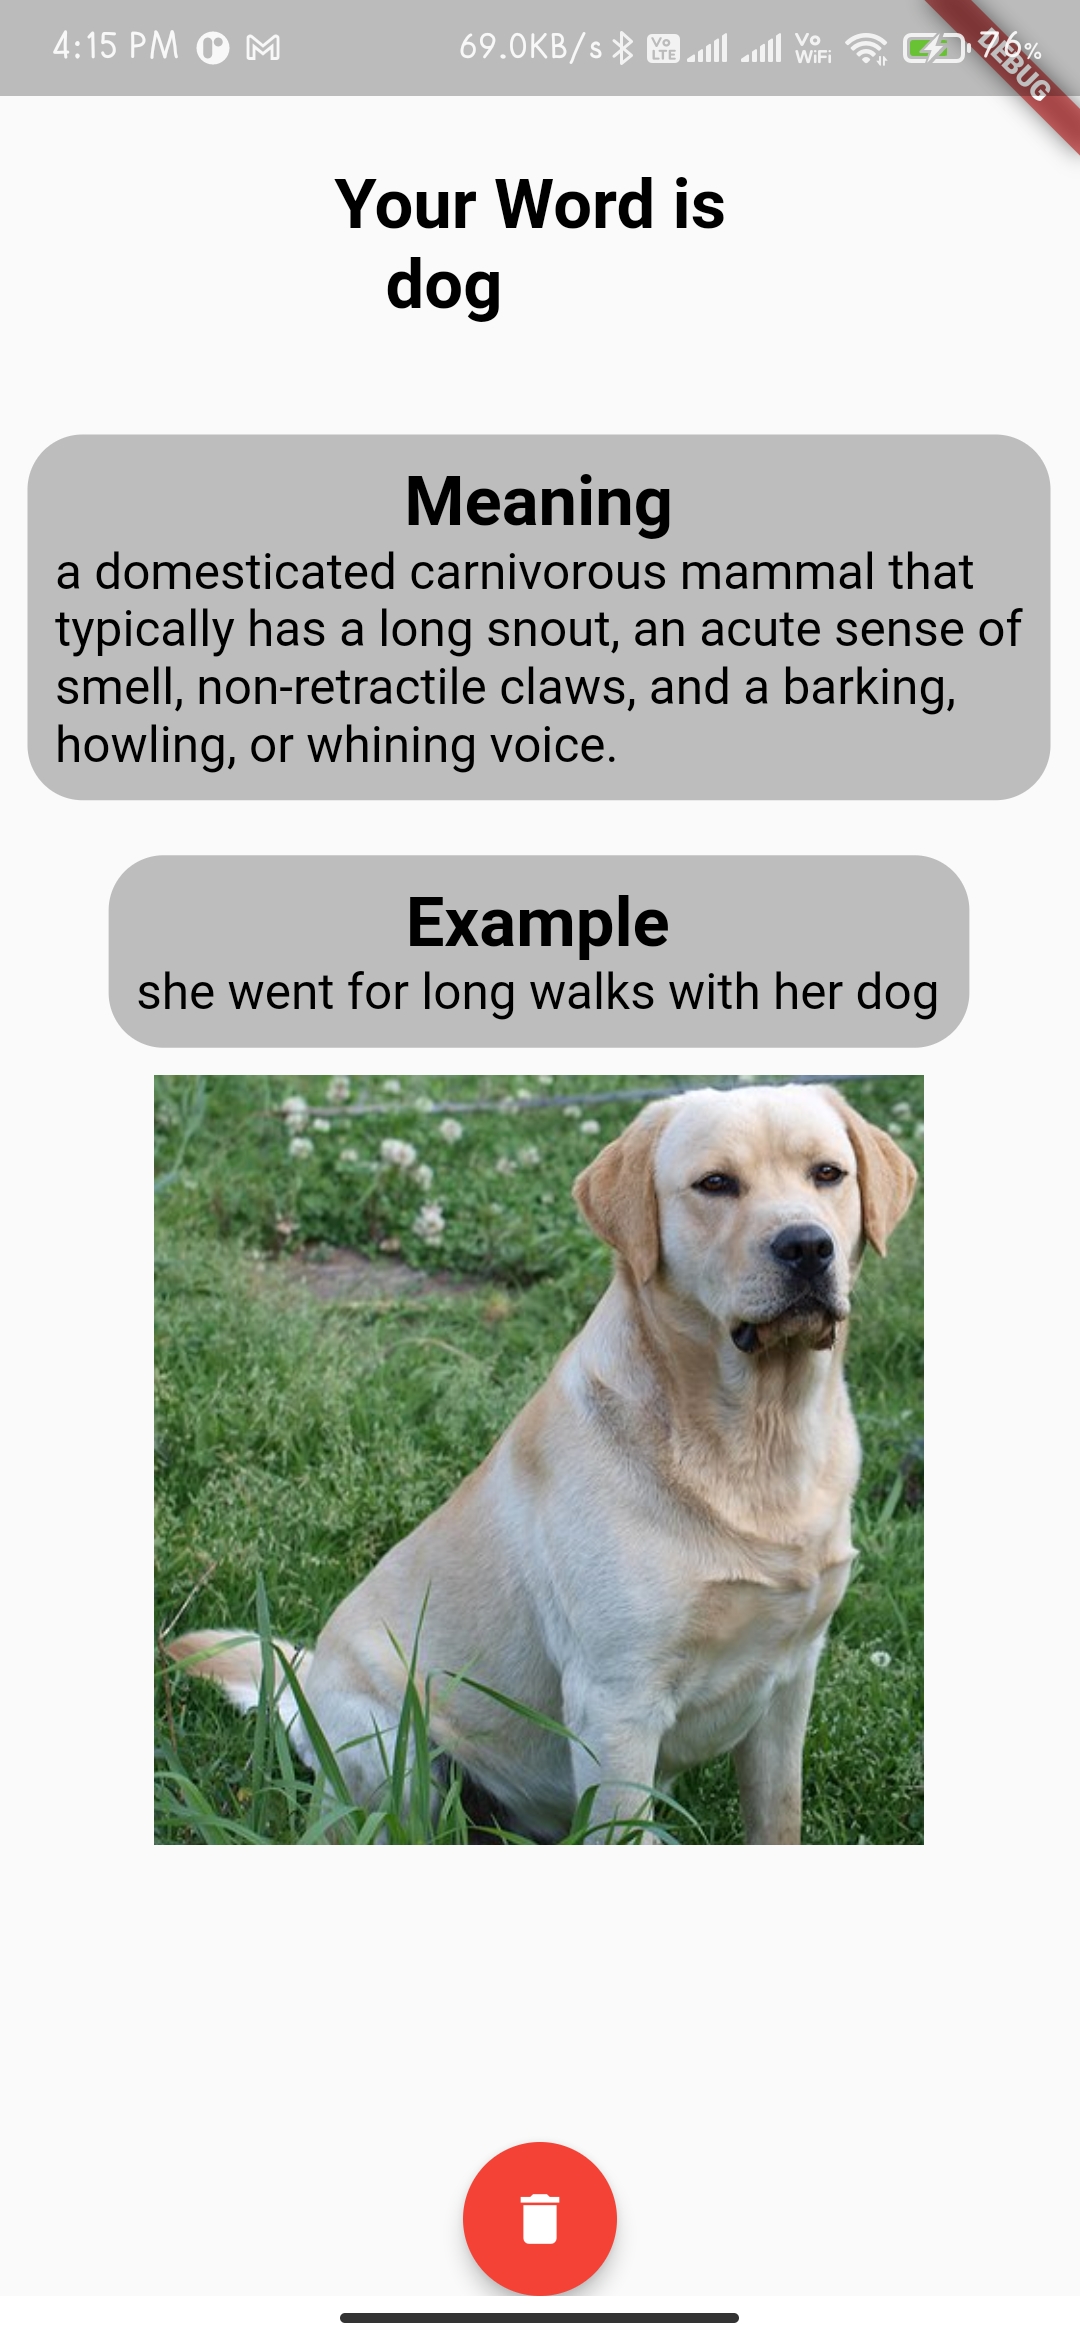 4:15 PM 69.0KB/s Vo LTE Vo WiFi 76%
DEBUG
Your Word is
dog
Meaning
a domesticated carnivorous mammal that
typically has a long snout, an acute sense of
smell, non-retractile claws, and a barking,
howling, or whining voice.
Example
she went for long walks with her dog